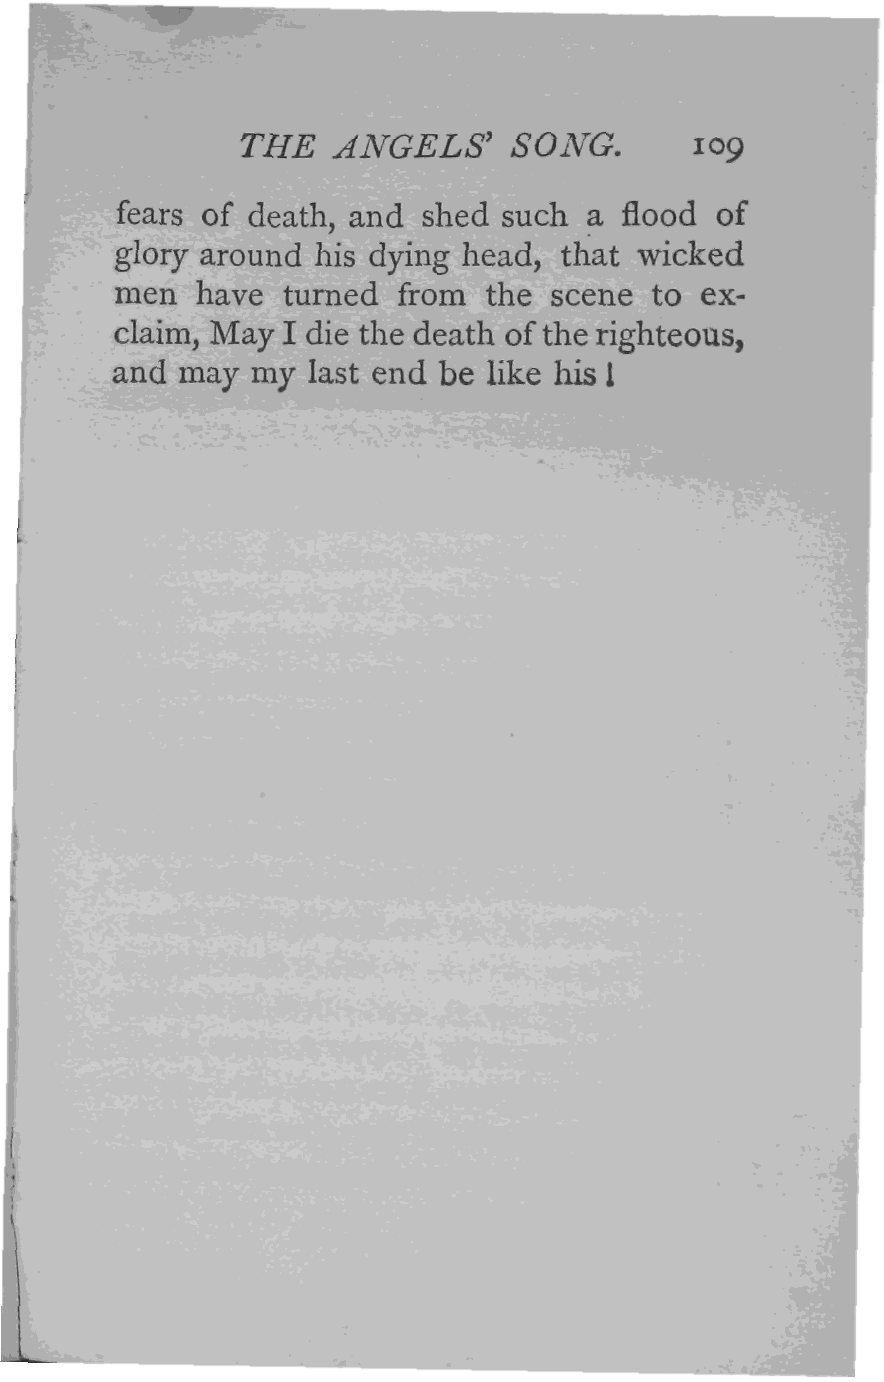 THE ANGELS' SONG. 109
fears of death, and shed such a flood of
glory around his dying head, that wicked
men have turned from the scene to ex-
claim, May I die the death of the righteous,
and may my last end be like his!